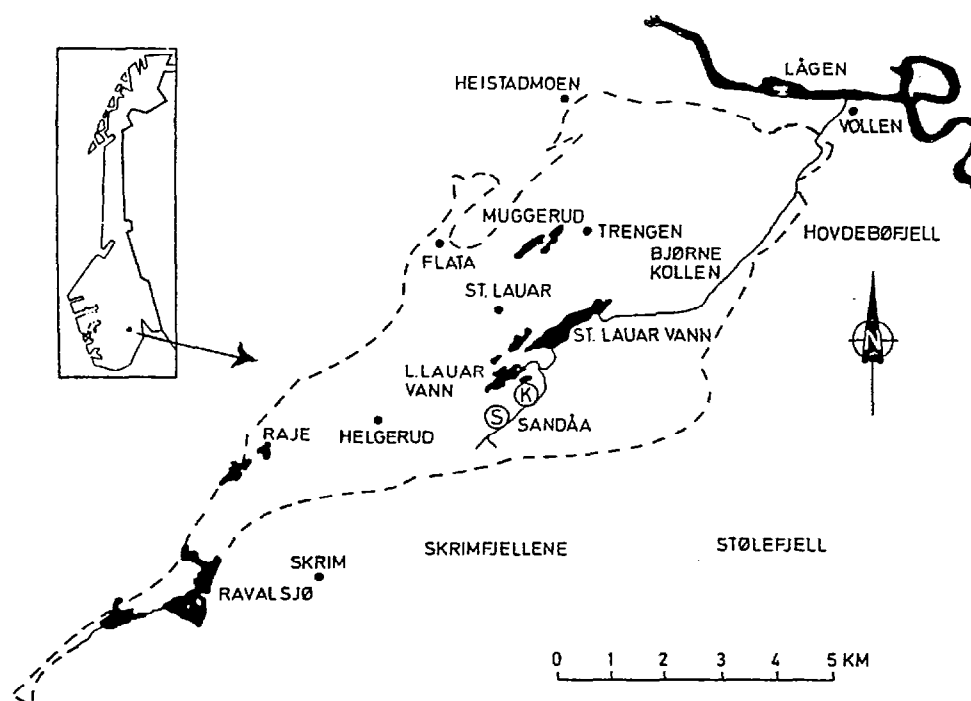 LÅGEN
HEISTADMOEN
VOLLEN
MUGGERUD
TRENGEN
HOVDEBØFJELL
FLATA
BJØRNE
KOLLEN
ST. LAUAR
ST. LAUAR VANN
N
L. LAUAR
VANN
K
S
SANDÅA
RAJE
HELGERUD
SKRIM
SKRIMFJELLENE
STØLEFJELL
RAVALSJØ
0 1 2 3 4 5 KM